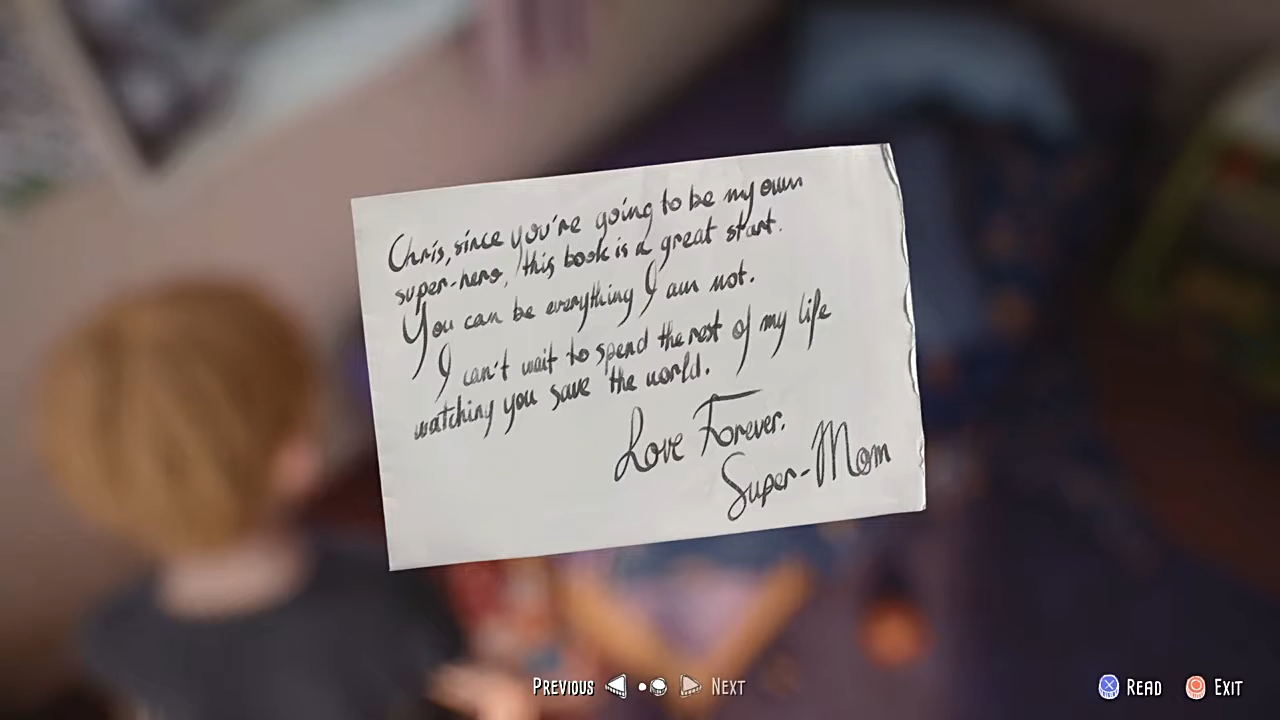 Chris, since you're going to be my own
super-hero, this book is a great start.
You can be everything I am not.
I can't wait to spend the rest of my life
watching you save the world.
Love Forever.
Super-Mom
PREVIOUS NEXT
READ EXIT